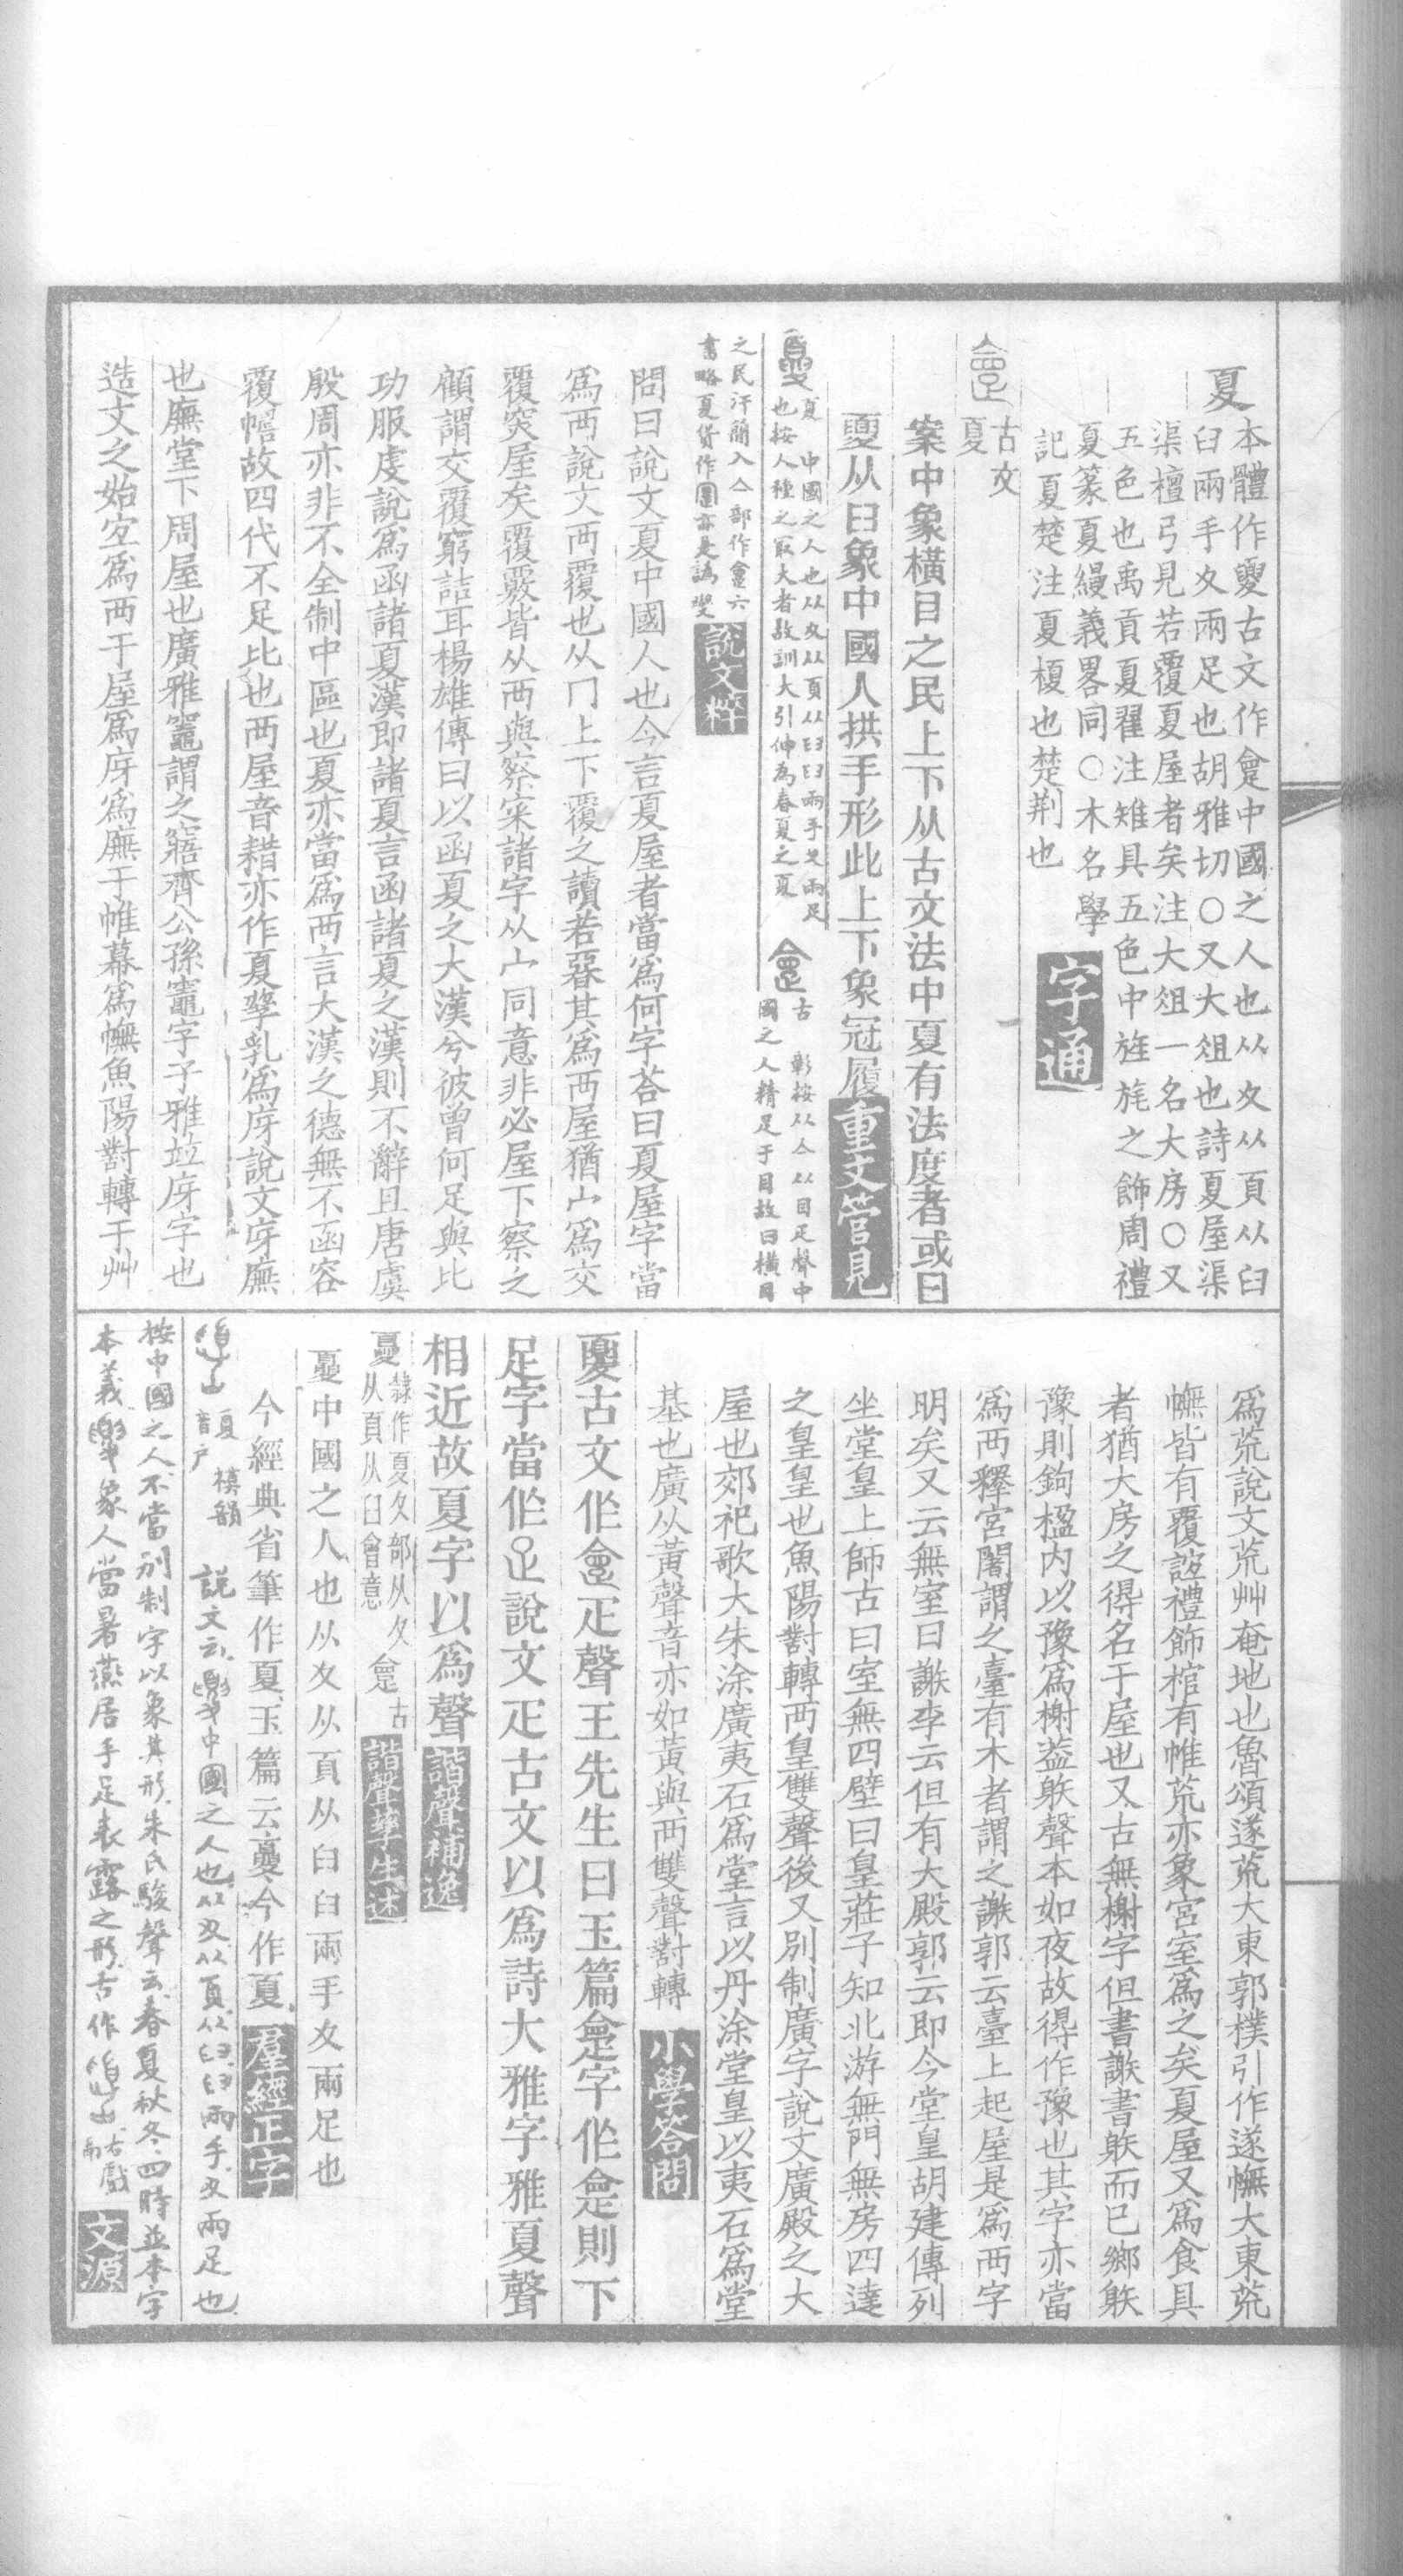 夏
本體作夓古文作㑹中國之人也从夊从頁从臼
臼兩手夊兩足也胡雅切○又大俎也詩夏屋渠
渠檀弓見若覆夏屋者矣注大俎一名大房○又
五色也禹貢夏翟注雉具五色中旌旄之飾周禮
夏篆夏縵義畧同○木名學
記夏楚注夏榎也楚荆也
字通
古文
夏
案中象橫目之民上下从古文法中夏有法度者或曰
夓从臼象中國人拱手形此上下象冠履
重文管見
夏 中國之人也从夊从頁从臼臼兩手夊兩足
也按人種之最大者故訓大引伸為春夏之夏
古 彰按从亼从目疋聲中
國之人精足于目故曰橫目
之民汗簡入亼部作 六
書略夏貨作 亦是譌變
說文粹
問曰說文夏中國人也今言夏屋者當爲何字荅曰夏屋字當
爲襾說文襾覆也从冂上下覆之讀若䛩其爲襾屋猶宀爲交
覆突屋矣覆覈皆从襾與察寀諸字从宀同意非必屋下察之
顧謂交覆窮詰耳楊雄傳曰以函夏之大漢兮彼曾何足與比
功服虔說爲函諸夏漢即諸夏言函諸夏之漢則不辭且唐虞
殷周亦非不全制中區也夏亦當爲襾言大漢之德無不函容
覆幬故四代不足比也襾屋音耤亦作夏孳乳爲庌說文庌廡
也廡堂下周屋也廣雅竈謂之窹齊公孫竈字子雅竝庌字也
造文之始空爲襾于屋爲庌爲廡于帷幕爲幠魚陽對轉于艸
爲荒說文荒艸奄地也魯頌遂荒大東郭樸引作遂幠大東荒
幠皆有覆詖禮飾棺有帷荒亦象宮室爲之矣夏屋又爲食具
者猶大房之得名于屋也又古無榭字但書謝書躲而已鄉躲
豫則鉤楹内以豫爲榭葢躲聲本如夜故得作豫也其字亦當
爲襾釋宮闍謂之臺有木者謂之謝郭云臺上起屋是爲襾字
明矣又云無室曰謝李云但有大殿郭云即今堂皇胡建傳列
坐堂皇上師古曰室無四壁曰皇莊子知北游無門無房四達
之皇皇也魚陽對轉襾皇雙聲後又別制廣字說文廣殿之大
屋也郊祀歌大朱涂廣夷石爲堂言以丹涂堂皇以夷石爲堂
基也廣从黃聲音亦如黃與襾雙聲對轉
小學答問
夓古文作 疋聲王先生曰玉篇 字作 則下
足字當作𤴔說文疋古文以爲詩大雅字雅夏聲
相近故夏字以爲聲
諧聲補逸
夓
隸作夏夊部从夊
从頁从臼會意
古
諧聲孳生述
夓中國之人也从夊从頁从臼臼兩手夊兩足也
今經典省筆作夏玉篇云夓今作夏
羣經正字
夏
音戸
模韻
說文云夓中國之人也从夊从頁从臼臼兩手夊兩足也
按中國之人不當別制字以象其形朱氏駿聲云春夏秋冬四時並本字
本義夓象人當暑燕居手足表露之形古作
右戲
鬲
文源